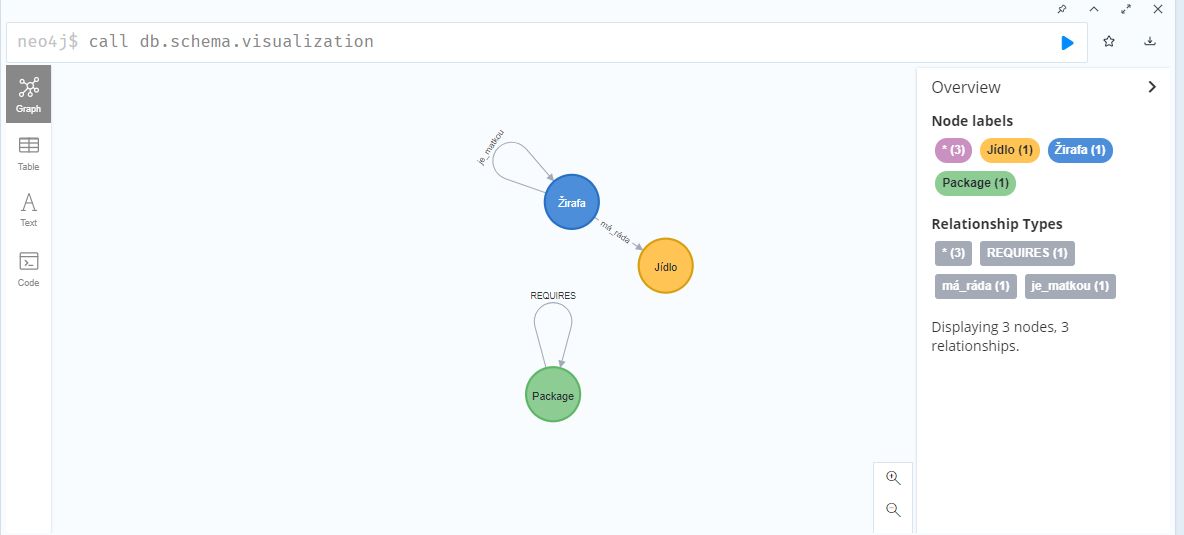 neo4j$ call db.schema.visualization
Graph
Table
Text
Code
je_matkou
Žirafa
má_ráda
Jídlo
REQUIRES
Package
Overview
Node labels
* (3) Jídlo (1) Žirafa (1)
Package (1)
Relationship Types
* (3) REQUIRES (1)
má_ráda (1) je_matkou (1)
Displaying 3 nodes, 3
relationships.